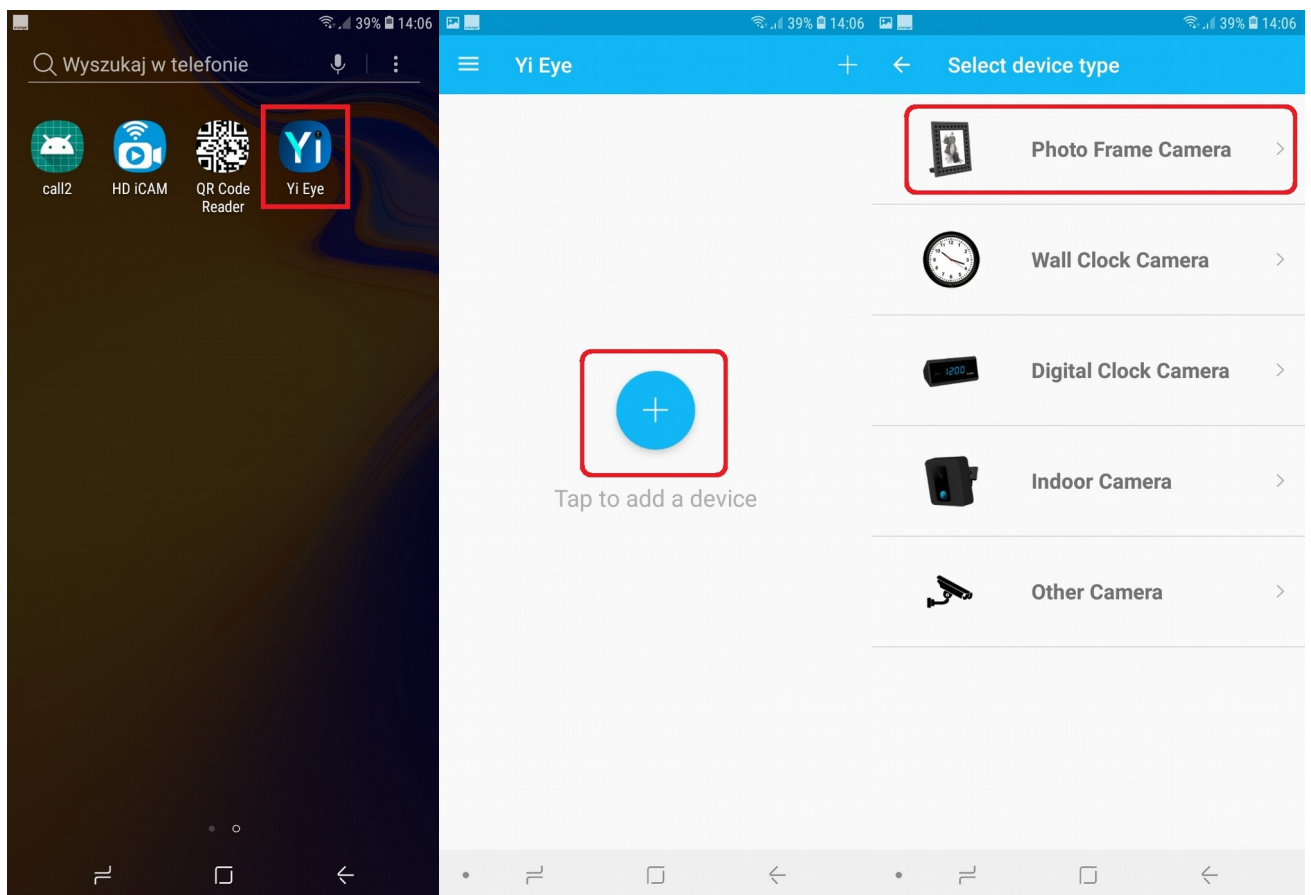 39% 14:06
Wyszukaj w telefonie
Yi
call2
HD iCAM
QR Code
Reader
Yi Eye
39% 14:06
Yi Eye
Tap to add a device
39% 14:06
Select device type
Photo Frame Camera
Wall Clock Camera
Digital Clock Camera
Indoor Camera
Other Camera